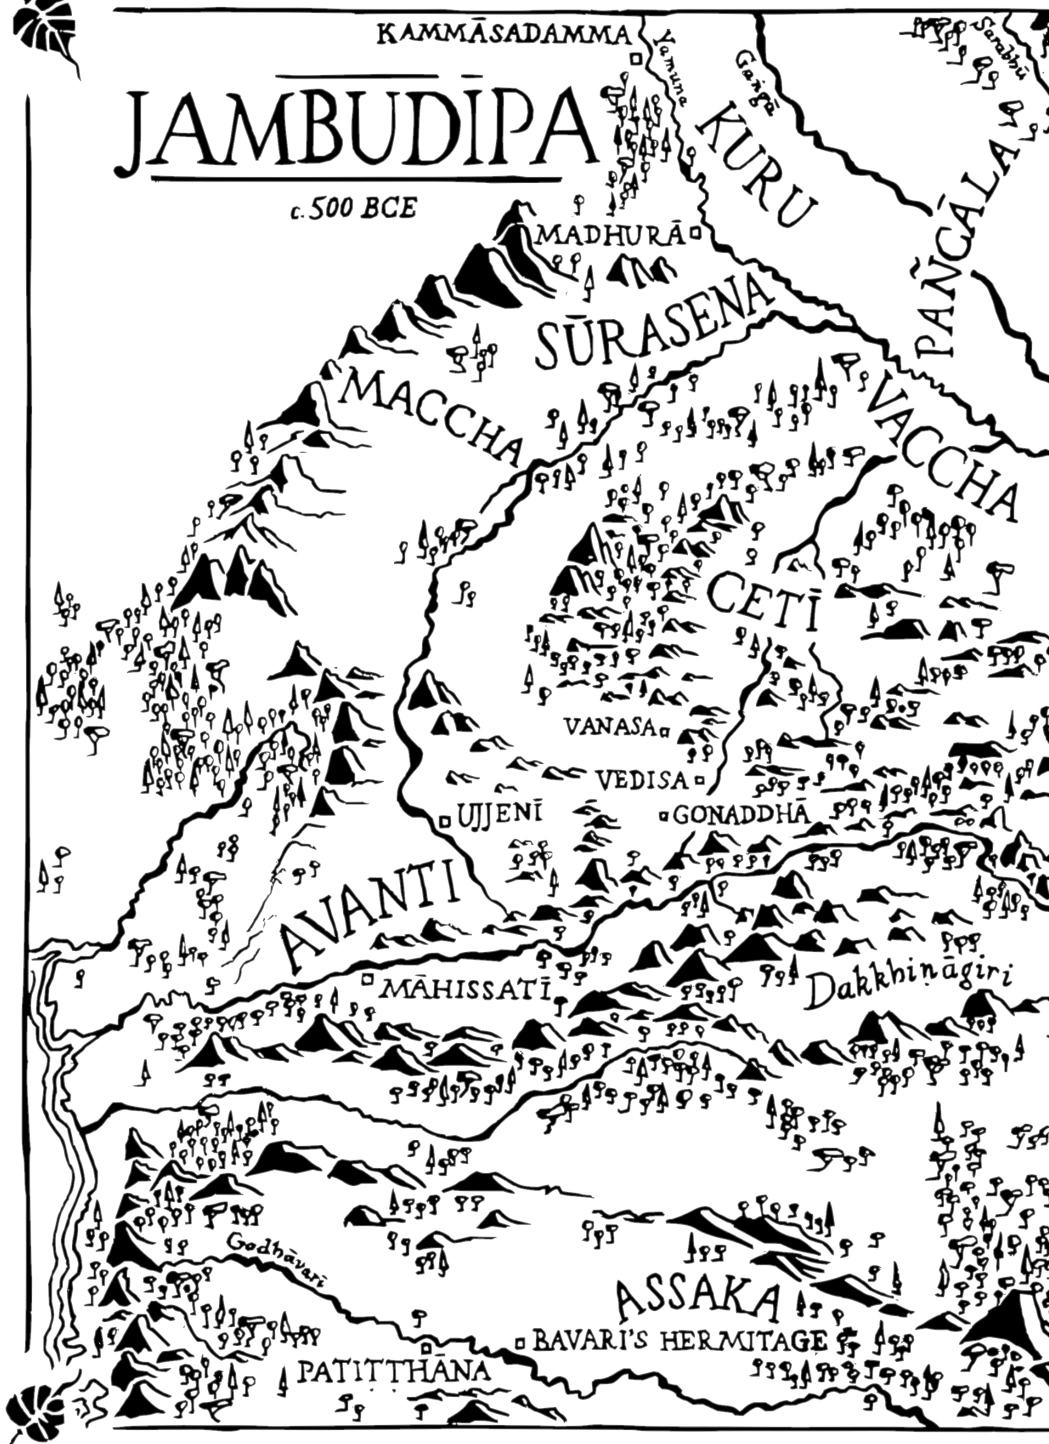 KAMMĀSADAMMA
Yamuna
Gaṅgā
Sarabhū
JAMBUDĪPA
c. 500 BCE
KURU
PAÑCĀLA
MADHURĀ
SŪRASENA
MACCHA
VACCHA
CETĪ
VANASA
VEDISA
UJJENĪ
GONADDHĀ
AVANTI
MĀHISSATĪ
Dakkhiṇāgiri
Godhāvarī
ASSAKA
BAVARI'S HERMITAGE
PATITTHĀNA